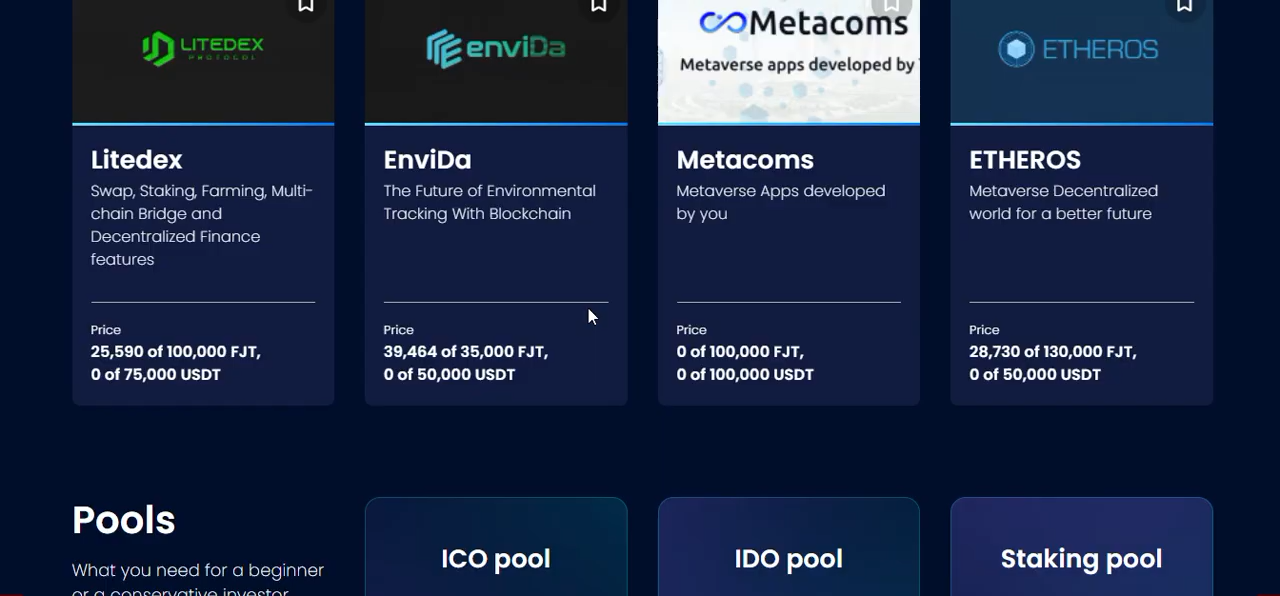 LITEDEX
PROTOCOL
enviDa
Metacoms
Metaverse apps developed by
ETHEROS
Litedex
Swap, Staking, Farming, Multi-
chain Bridge and
Decentralized Finance
features
Price
25,590 of 100,000 FJT,
0 of 75,000 USDT
EnviDa
The Future of Environmental
Tracking With Blockchain
Price
39,464 of 35,000 FJT,
0 of 50,000 USDT
Metacoms
Metaverse Apps developed
by you
Price
0 of 100,000 FJT,
0 of 100,000 USDT
ETHEROS
Metaverse Decentralized
world for a better future
Price
28,730 of 130,000 FJT,
0 of 50,000 USDT
Pools
What you need for a beginner
or a conservative investor
ICO pool
IDO pool
Staking pool